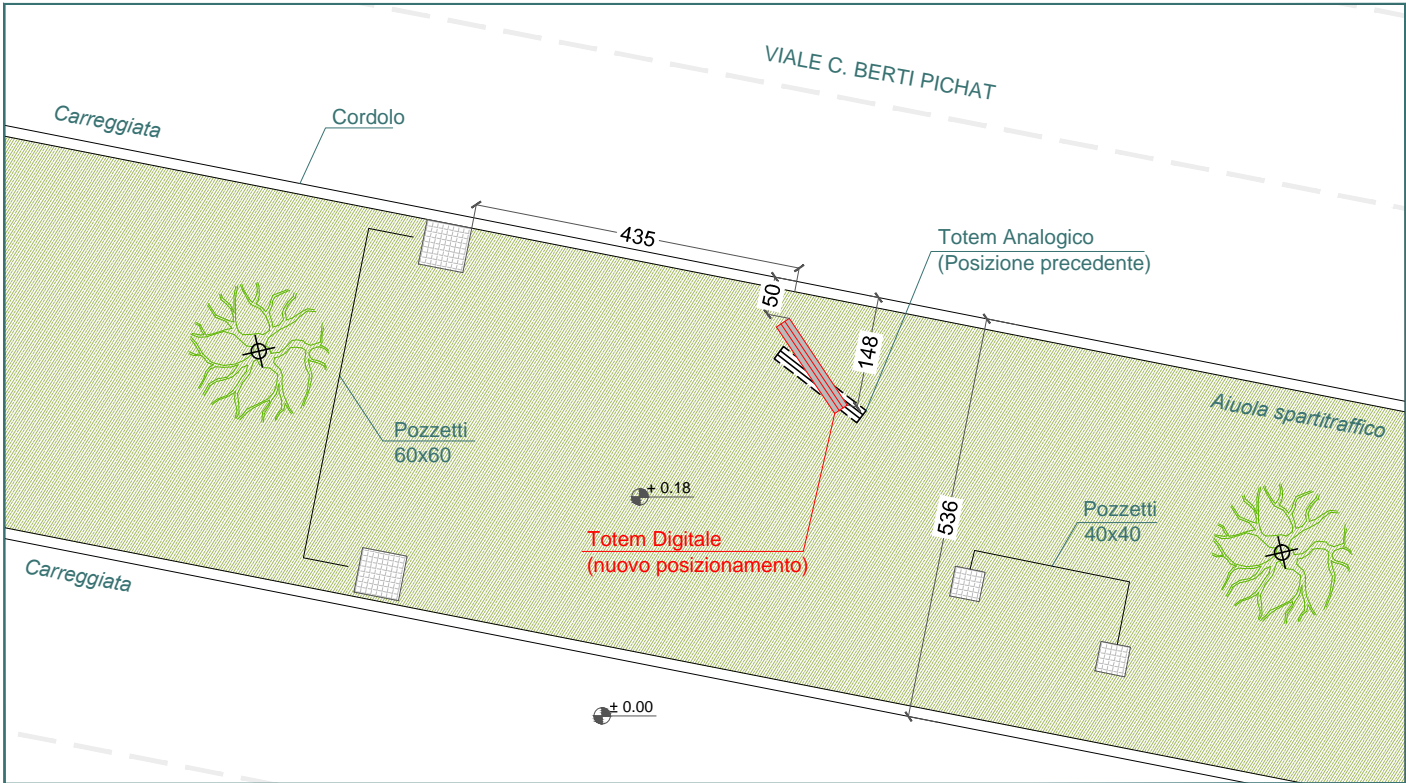 VIALE C. BERTI PICHAT
Carreggiata
Cordolo
435
Totem Analogico
(Posizione precedente)
50
148
Aiuola spartitraffico
Pozzetti
60x60
+ 0.18
536
Pozzetti
40x40
Totem Digitale
(nuovo posizionamento)
Carreggiata
± 0.00